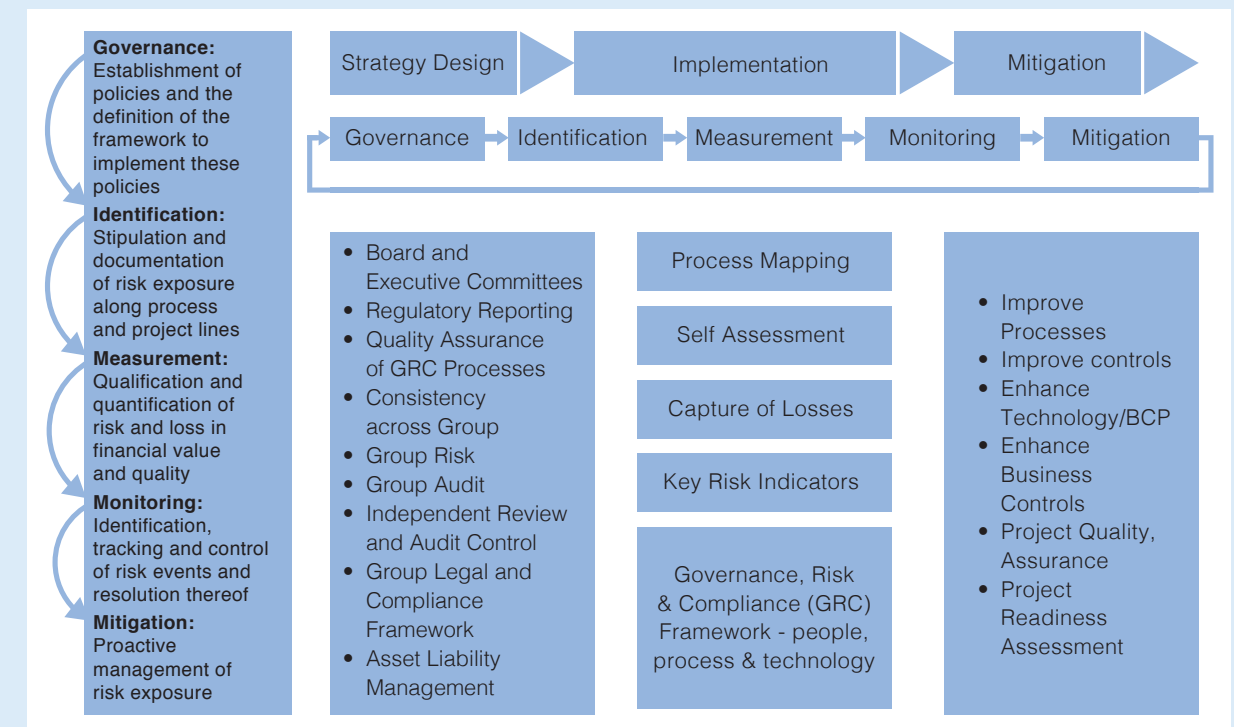 Governance:
Establishment of
policies and the
definition of the
framework to
implement these
policies
Identification:
Stipulation and
documentation
of risk exposure
along process
and project lines
Measurement:
Qualification and
quantification of
risk and loss in
financial value
and quality
Monitoring:
Identification,
tracking and control
of risk events and
resolution thereof
Mitigation:
Proactive
management of
risk exposure
Strategy Design
Implementation
Mitigation
Governance
Identification
Measurement
Monitoring
Mitigation
• Board and
Executive Committees
• Regulatory Reporting
• Quality Assurance
of GRC Processes
• Consistency
across Group
• Group Risk
• Group Audit
• Independent Review
and Audit Control
• Group Legal and
Compliance
Framework
• Asset Liability
Management
Process Mapping
Self Assessment
Capture of Losses
Key Risk Indicators
Governance, Risk
& Compliance (GRC)
Framework - people,
process & technology
• Improve
Processes
• Improve controls
• Enhance
Technology/BCP
• Enhance
Business
Controls
• Project Quality,
Assurance
• Project
Readiness
Assessment